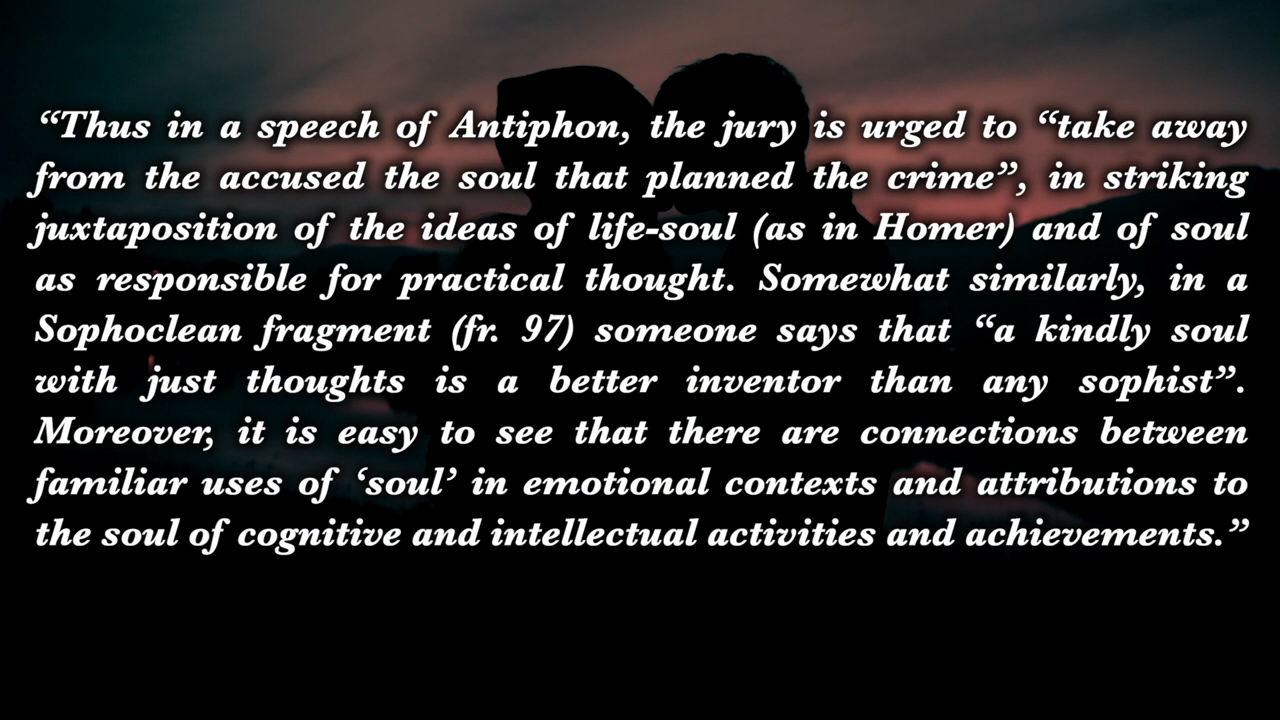 “Thus in a speech of Antiphon, the jury is urged to “take away
from the accused the soul that planned the crime”, in striking
juxtaposition of the ideas of life-soul (as in Homer) and of soul
as responsible for practical thought. Somewhat similarly, in a
Sophoclean fragment (fr. 97) someone says that “a kindly soul
with just thoughts is a better inventor than any sophist”.
Moreover, it is easy to see that there are connections between
familiar uses of ‘soul’ in emotional contexts and attributions to
the soul of cognitive and intellectual activities and achievements.”